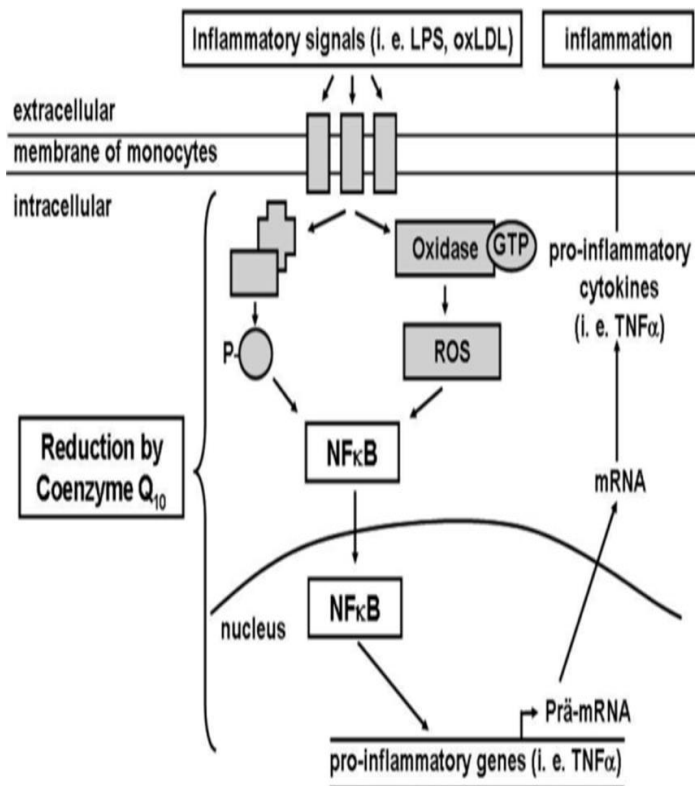 Inflammatory signals (i. e. LPS, oxLDL)
inflammation
extracellular
membrane of monocytes
intracellular
Oxidase
GTP
pro-inflammatory
cytokines
(i. e. TNFα)
P-
ROS
Reduction by
Coenzyme Q₁₀
NFκB
mRNA
NFκB
nucleus
Prä-mRNA
pro-inflammatory genes (i. e. TNFα)